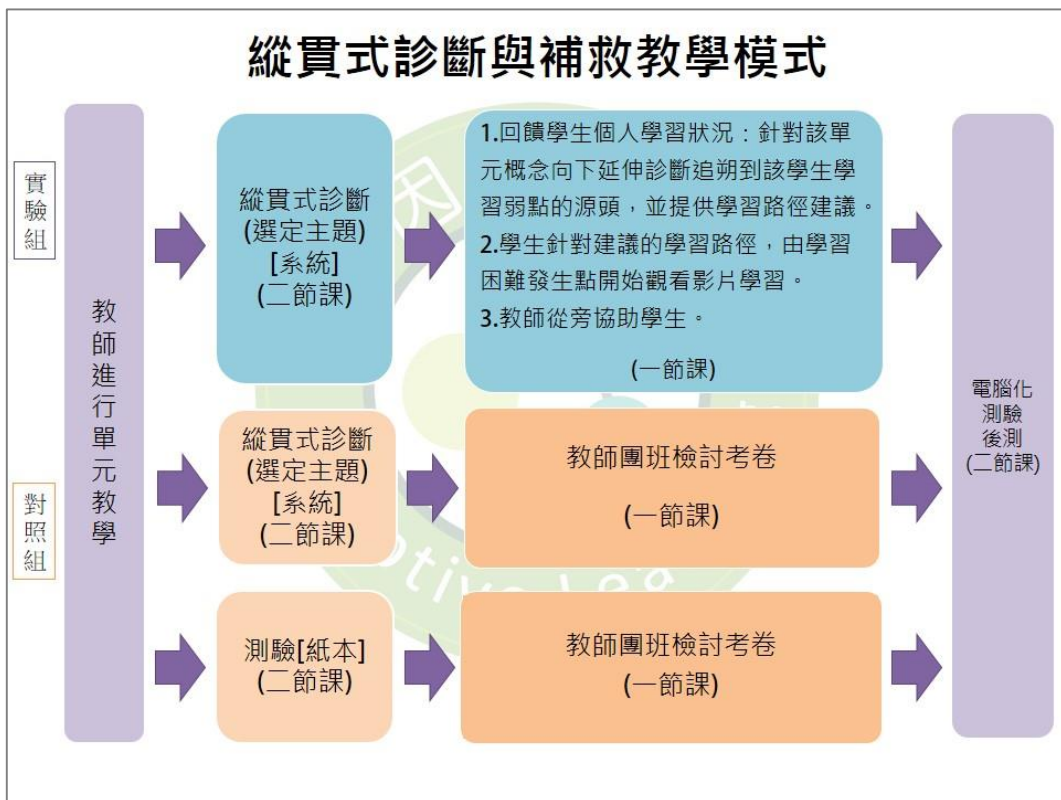 縱貫式診斷與補救教學模式
實驗組
對照組
教師進行單元教學
縱貫式診斷
(選定主題)
[系統]
(二節課)
1.回饋學生個人學習狀況：針對該單
元概念向下延伸診斷追朔到該學生學
習弱點的源頭，並提供學習路徑建議。
2.學生針對建議的學習路徑，由學習
困難發生點開始觀看影片學習。
3.教師從旁協助學生。
(一節課)
縱貫式診斷
(選定主題)
[系統]
(二節課)
教師團班檢討考卷
(一節課)
測驗[紙本]
(二節課)
教師團班檢討考卷
(一節課)
電腦化
測驗
後測
(二節課)
因
ptive Lea